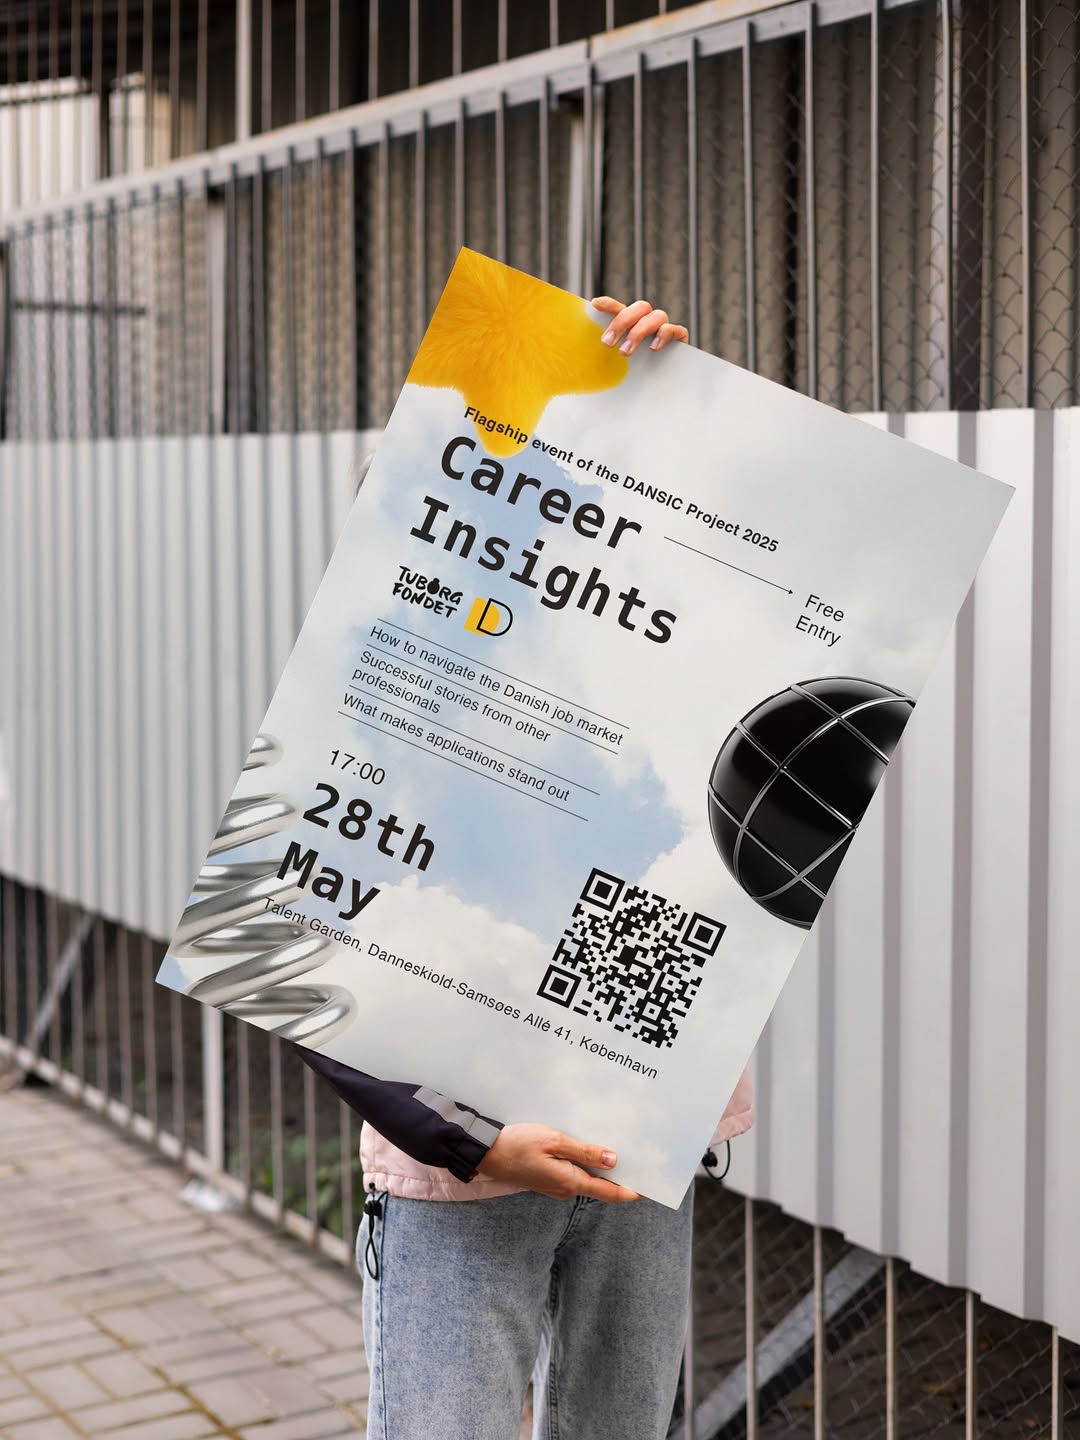 Flagship event of the DANSIC Project 2025
Career
Insights
Free
Entry
TUBORG
FONDET
D
How to navigate the Danish job market
Successful stories from other
professionals
What makes applications stand out
17:00
28th
May
Talent Garden, Danneskiold-Samsøes Allé 41, København